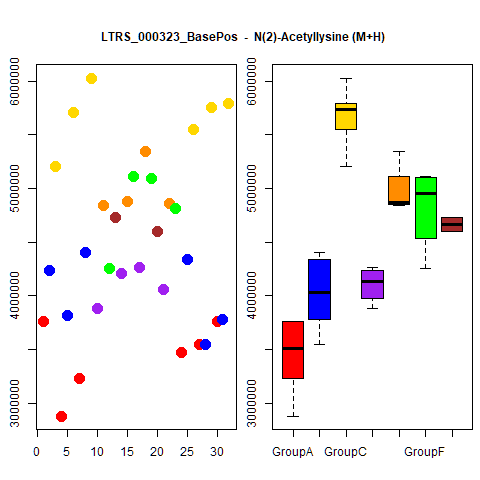 LTRS_000323_BasePos - N(2)-Acetyllysine (M+H)
6000000
5000000
4000000
3000000
0 5 10 15 20 25 30
6000000
5000000
4000000
3000000
GroupA GroupC GroupF